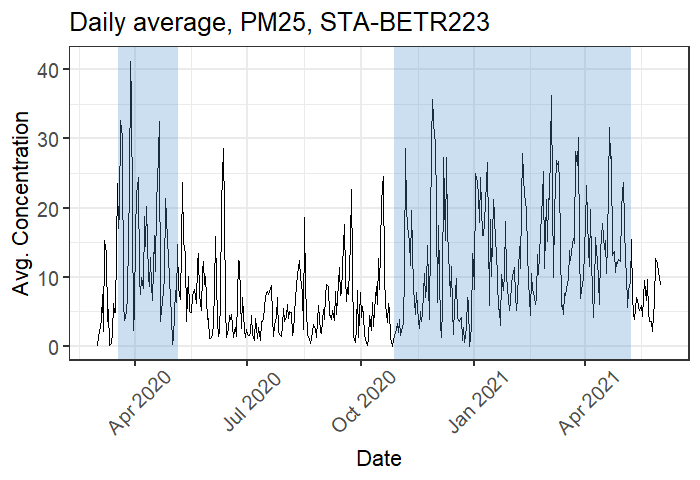 Daily average, PM25, STA-BETR223
Avg. Concentration
40
30
20
10
0
Apr 2020
Jul 2020
Oct 2020
Jan 2021
Apr 2021
Date